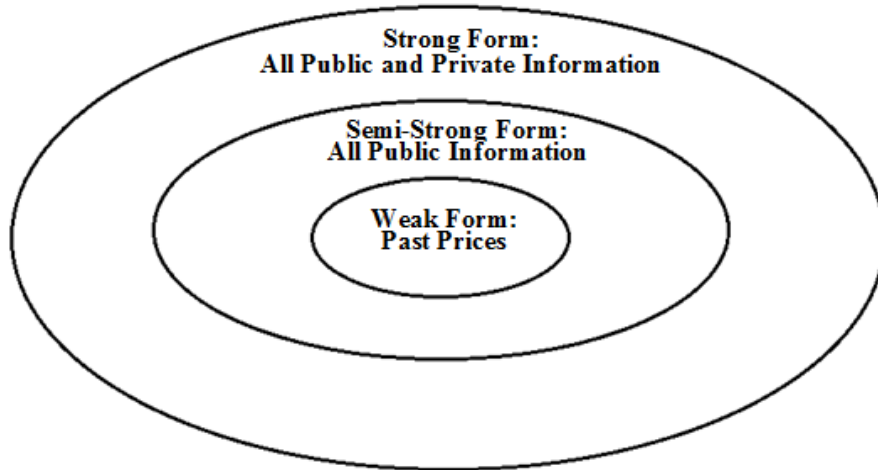 Strong Form:
All Public and Private Information
Semi-Strong Form:
All Public Information
Weak Form:
Past Prices